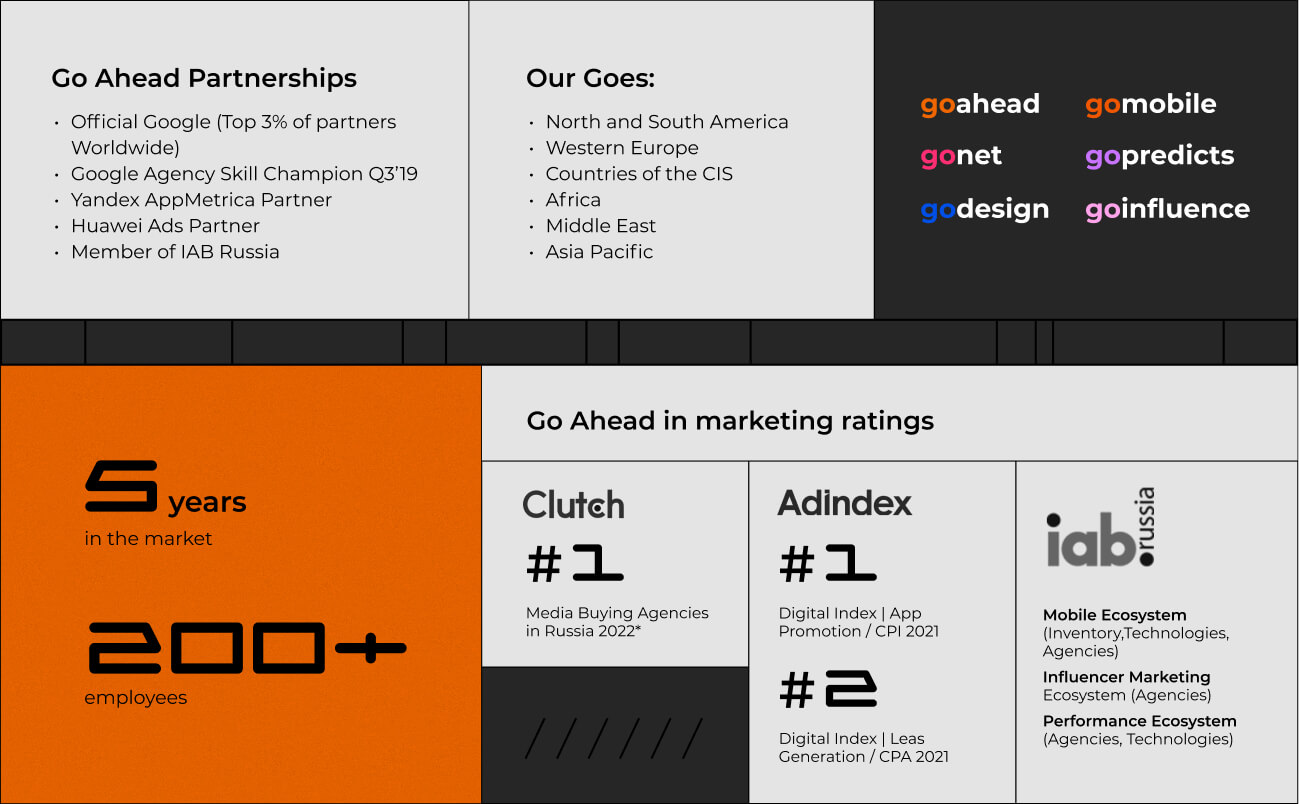 Go Ahead Partnerships
• Official Google (Top 3% of partners
Worldwide)
• Google Agency Skill Champion Q3’19
• Yandex AppMetrica Partner
• Huawei Ads Partner
• Member of IAB Russia
Our Goes:
• North and South America
• Western Europe
• Countries of the CIS
• Africa
• Middle East
• Asia Pacific
goahead
gomobile
gonet
gopredicts
godesign
goinfluence
5 years
in the market
200+
employees
Go Ahead in marketing ratings
Clutch
#1
Media Buying Agencies
in Russia 2022*
Adindex
#1
Digital Index | App
Promotion / CPI 2021
#2
Digital Index | Leas
Generation / CPA 2021
iab.russia
Mobile Ecosystem
(Inventory,Technologies,
Agencies)
Influencer Marketing
Ecosystem (Agencies)
Performance Ecosystem
(Agencies, Technologies)